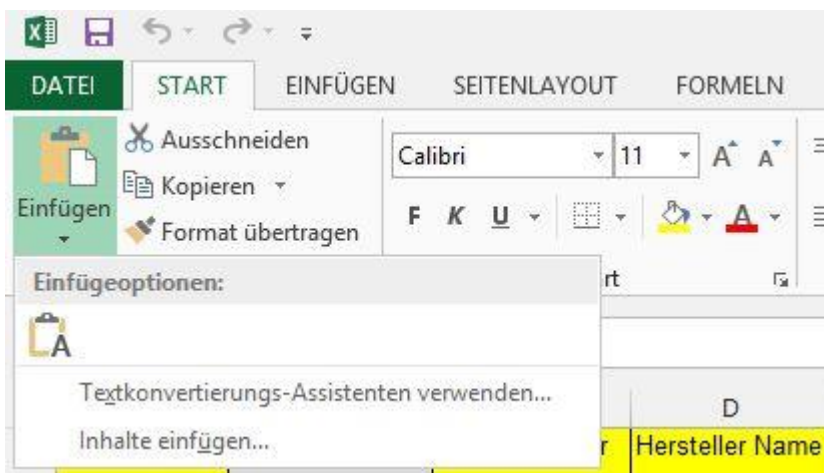 DATEI START EINFÜGEN SEITENLAYOUT FORMELN
Ausschneiden
Calibri 11 A A
Kopieren
Einfügen
F K U A
Format übertragen
Einfügeoptionen:
rt
A
Textkonvertierungs-Assistenten verwenden...
D
Inhalte einfügen...
r Hersteller Name